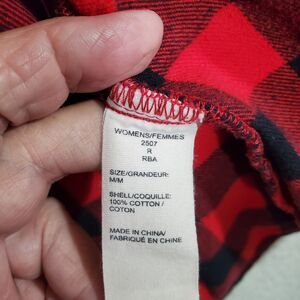 WOMENS/FEMMES
2507
R
RBA
SIZE/GRANDEUR:
M/M
SHELL/COQUILLE:
100% COTTON /
COTON
MADE IN CHINA/
FABRIQUÉ EN CHINE